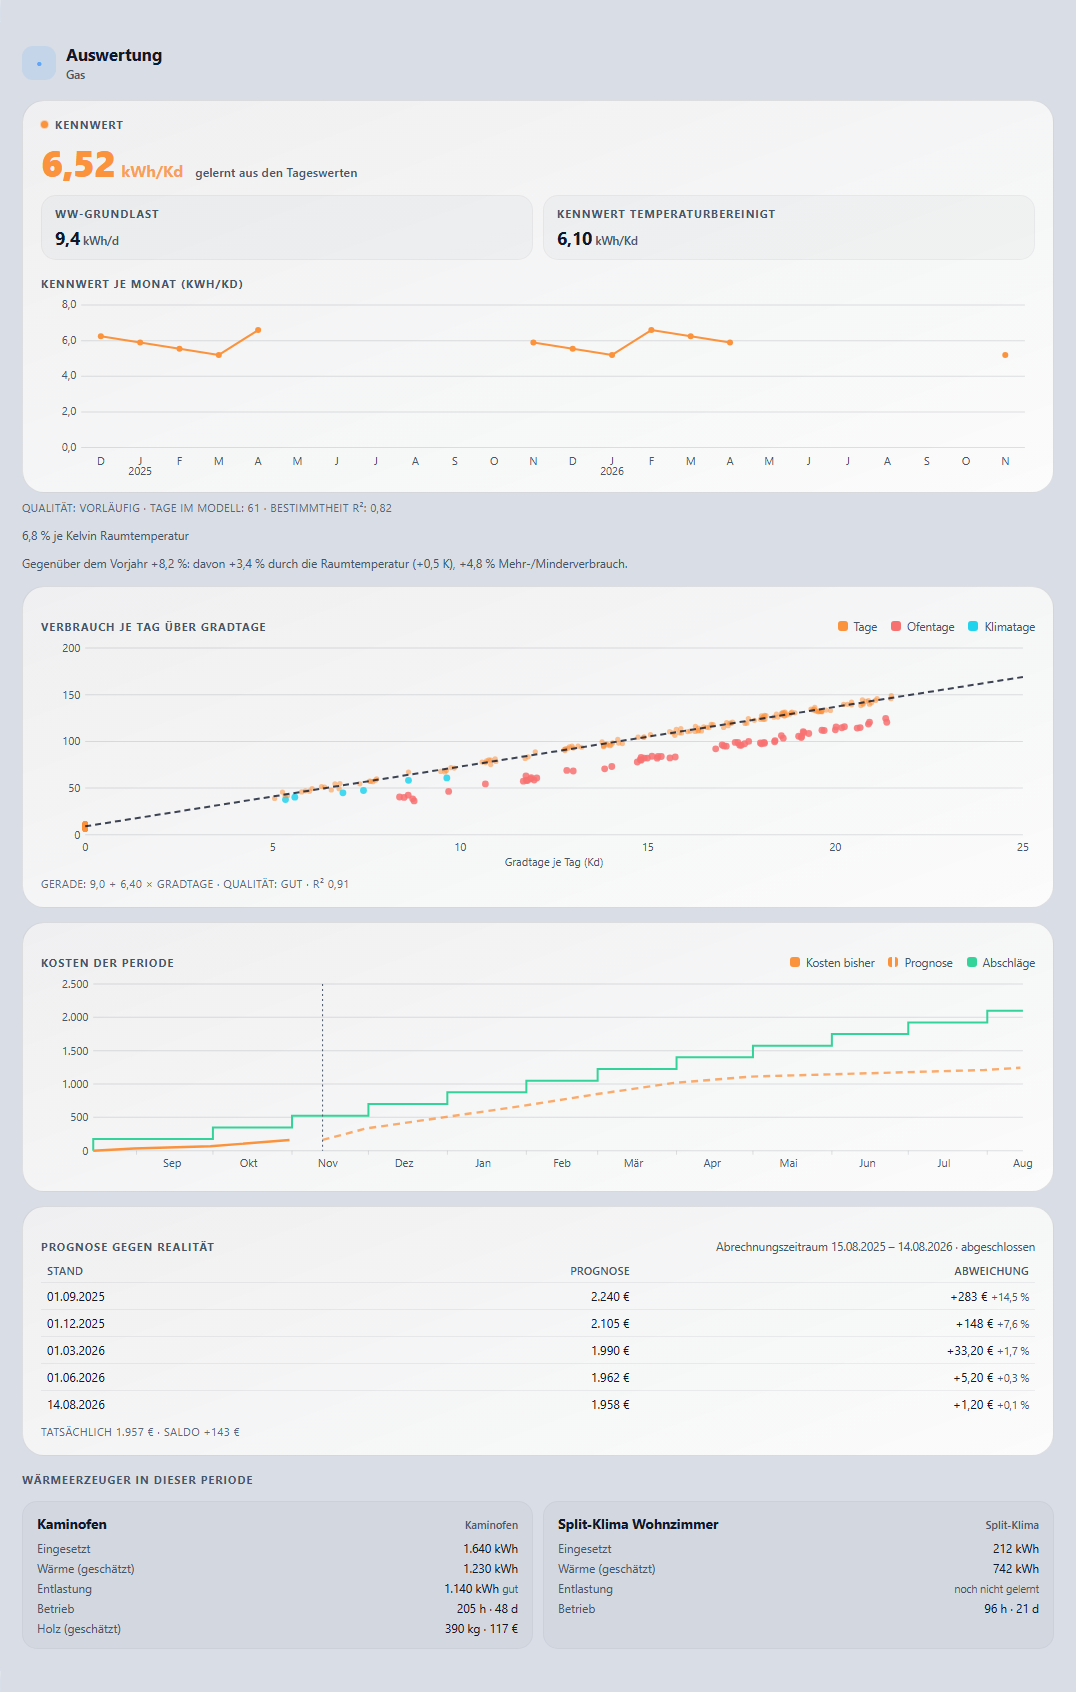 Auswertung
Gas
KENNWERT
6,52 kWh/Kd gelernt aus den Tageswerten
WW-GRUNDLAST
9,4 kWh/d
KENNWERT TEMPERATURBEREINIGT
6,10 kWh/Kd
KENNWERT JE MONAT (KWH/KD)
8,0
6,0
4,0
2,0
0,0
D J F M A M J J A S O N D J F M A M J J A S O N
2025 2026
QUALITÄT: VORLÄUFIG · TAGE IM MODELL: 61 · BESTIMMTHEIT R²: 0,82
6,8 % je Kelvin Raumtemperatur
Gegenüber dem Vorjahr +8,2 %: davon +3,4 % durch die Raumtemperatur (+0,5 K), +4,8 % Mehr-/Minderverbrauch.
VERBRAUCH JE TAG ÜBER GRADTAGE
Tage Ofentage Klimatage
200
150
100
50
0
0 5 10 15 20 25
Gradtage je Tag (Kd)
GERADE: 9,0 + 6,40 × GRADTAGE · QUALITÄT: GUT · R² 0,91
KOSTEN DER PERIODE
Kosten bisher Prognose Abschläge
2.500
2.000
1.500
1.000
500
0
Sep Okt Nov Dez Jan Feb Mär Apr Mai Jun Jul Aug
PROGNOSE GEGEN REALITÄT
Abrechnungszeitraum 15.08.2025 – 14.08.2026 · abgeschlossen
STAND PROGNOSE ABWEICHUNG
01.09.2025 2.240 € +283 € +14,5 %
01.12.2025 2.105 € +148 € +7,6 %
01.03.2026 1.990 € +33,20 € +1,7 %
01.06.2026 1.962 € +5,20 € +0,3 %
14.08.2026 1.958 € +1,20 € +0,1 %
TATSÄCHLICH 1.957 € · SALDO +143 €
WÄRMEERZEUGER IN DIESER PERIODE
Kaminofen Kaminofen
Eingesetzt 1.640 kWh
Wärme (geschätzt) 1.230 kWh
Entlastung 1.140 kWh gut
Betrieb 205 h · 48 d
Holz (geschätzt) 390 kg · 117 €
Split-Klima Wohnzimmer Split-Klima
Eingesetzt 212 kWh
Wärme (geschätzt) 742 kWh
Entlastung noch nicht gelernt
Betrieb 96 h · 21 d